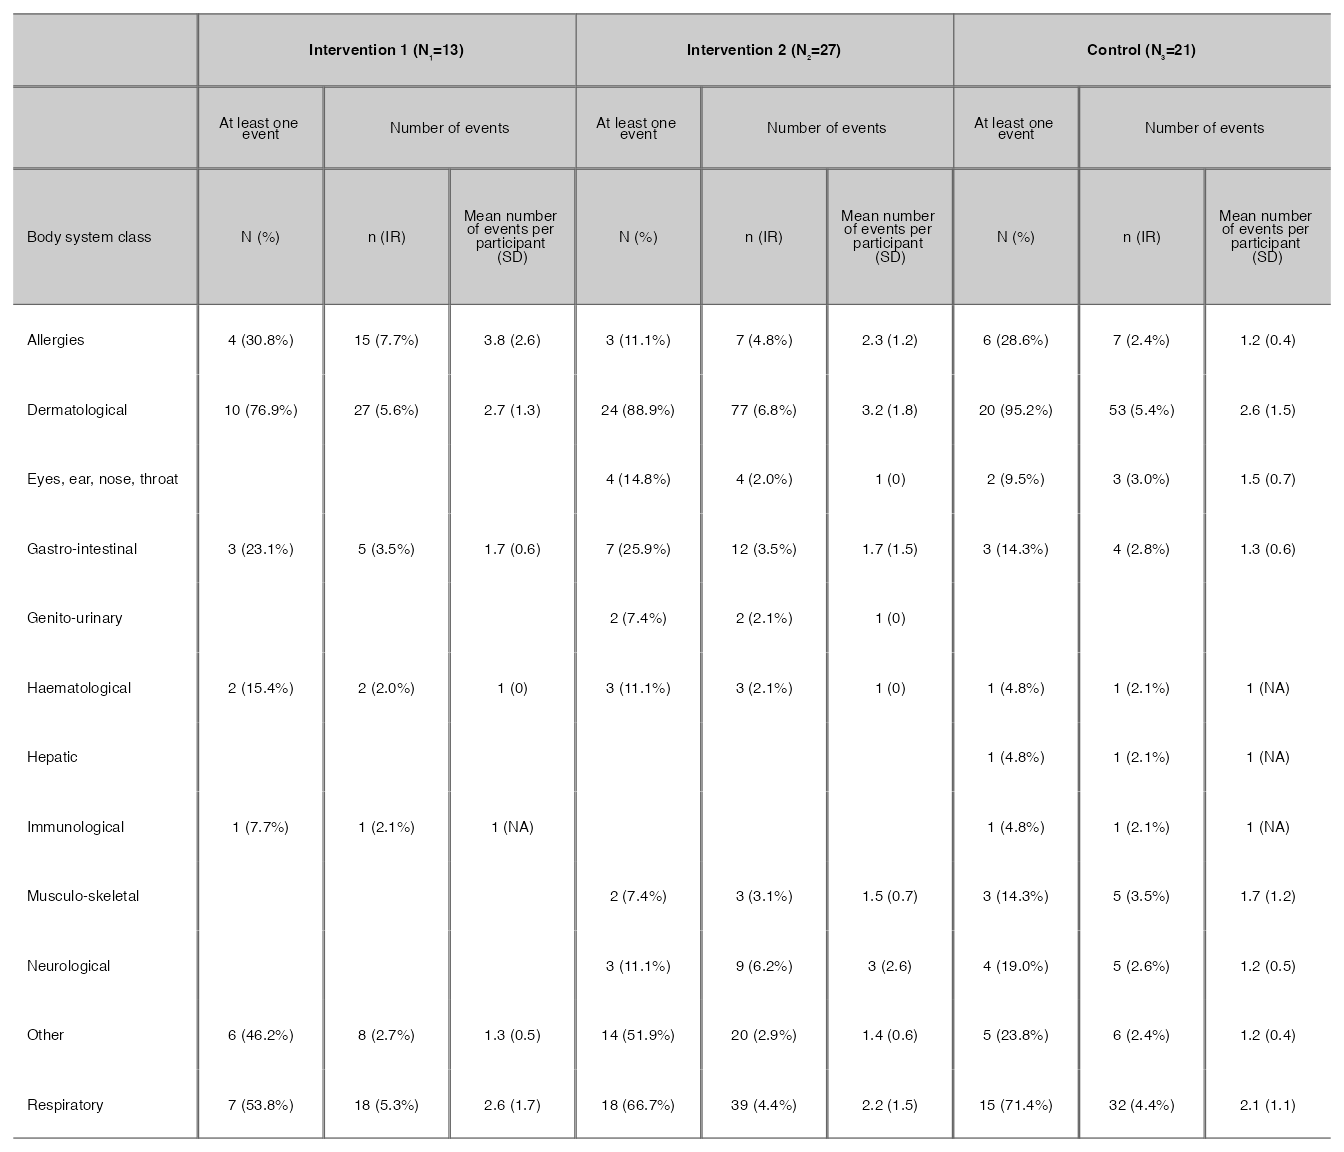 Intervention 1 (N1=13) Intervention 2 (N2=27) Control (N3=21)
At least one event Number of events At least one event Number of events At least one event Number of events
Body system class N (%) n (IR) Mean number of events per participant (SD) N (%) n (IR) Mean number of events per participant (SD) N (%) n (IR) Mean number of events per participant (SD)
Allergies 4 (30.8%) 15 (7.7%) 3.8 (2.6) 3 (11.1%) 7 (4.8%) 2.3 (1.2) 6 (28.6%) 7 (2.4%) 1.2 (0.4)
Dermatological 10 (76.9%) 27 (5.6%) 2.7 (1.3) 24 (88.9%) 77 (6.8%) 3.2 (1.8) 20 (95.2%) 53 (5.4%) 2.6 (1.5)
Eyes, ear, nose, throat 4 (14.8%) 4 (2.0%) 1 (0) 2 (9.5%) 3 (3.0%) 1.5 (0.7)
Gastro-intestinal 3 (23.1%) 5 (3.5%) 1.7 (0.6) 7 (25.9%) 12 (3.5%) 1.7 (1.5) 3 (14.3%) 4 (2.8%) 1.3 (0.6)
Genito-urinary 2 (7.4%) 2 (2.1%) 1 (0)
Haematological 2 (15.4%) 2 (2.0%) 1 (0) 3 (11.1%) 3 (2.1%) 1 (0) 1 (4.8%) 1 (2.1%) 1 (NA)
Hepatic 1 (4.8%) 1 (2.1%) 1 (NA)
Immunological 1 (7.7%) 1 (2.1%) 1 (NA) 1 (4.8%) 1 (2.1%) 1 (NA)
Musculo-skeletal 2 (7.4%) 3 (3.1%) 1.5 (0.7) 3 (14.3%) 5 (3.5%) 1.7 (1.2)
Neurological 3 (11.1%) 9 (6.2%) 3 (2.6) 4 (19.0%) 5 (2.6%) 1.2 (0.5)
Other 6 (46.2%) 8 (2.7%) 1.3 (0.5) 14 (51.9%) 20 (2.9%) 1.4 (0.6) 5 (23.8%) 6 (2.4%) 1.2 (0.4)
Respiratory 7 (53.8%) 18 (5.3%) 2.6 (1.7) 18 (66.7%) 39 (4.4%) 2.2 (1.5) 15 (71.4%) 32 (4.4%) 2.1 (1.1)